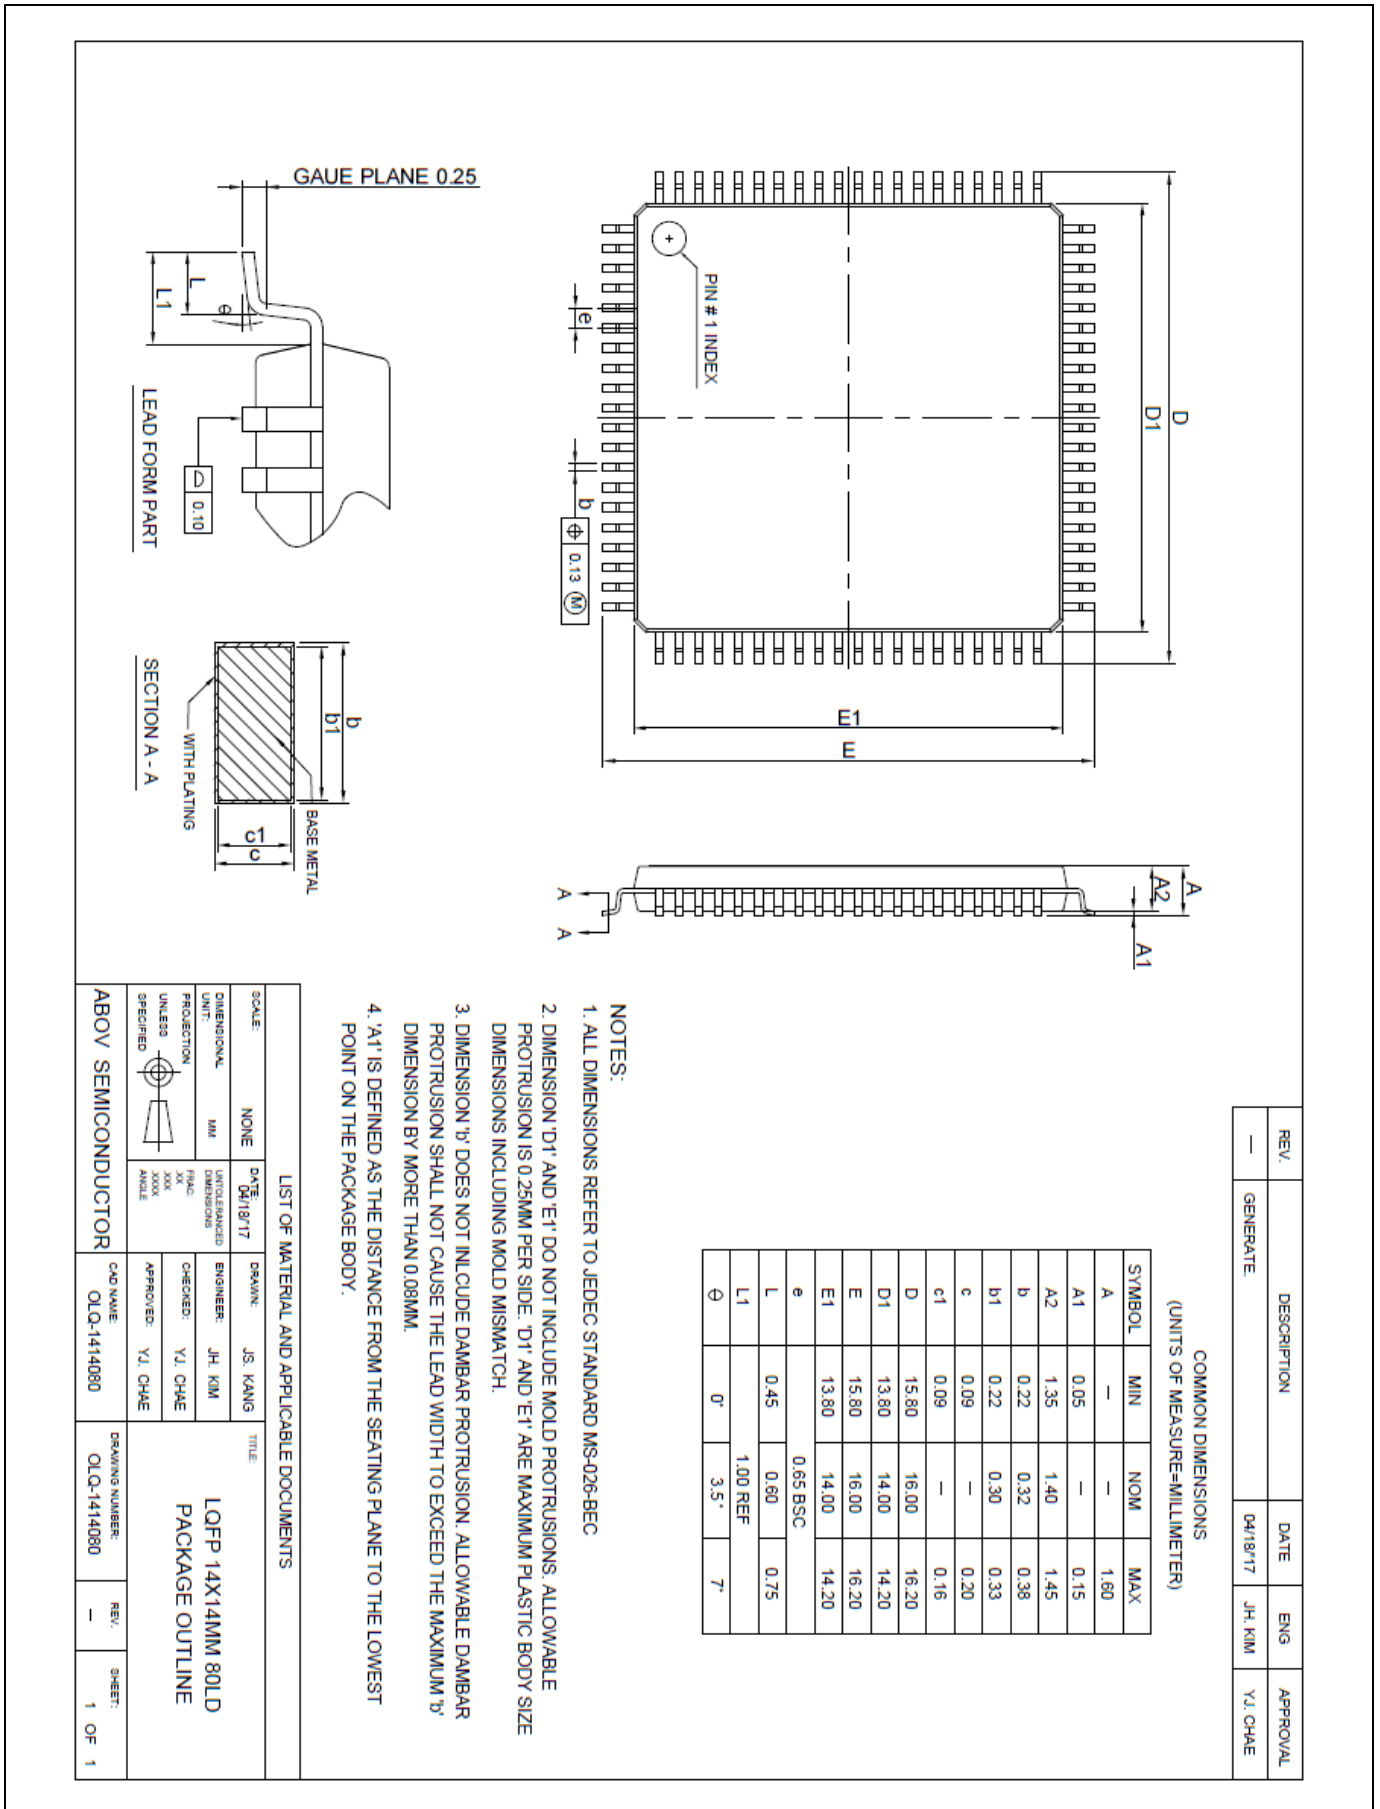 REV. DESCRIPTION DATE ENG APPROVAL
— GENERATE. 04/18/'17 JH. KIM YJ. CHAE
D
D1
PIN # 1 INDEX
e
b
⌖ 0.13 Ⓜ
E1
E
A
A2
A1
A
A
COMMON DIMENSIONS
(UNITS OF MEASURE=MILLIMETER)
SYMBOL MIN NOM MAX
A — — 1.60
A1 0.05 — 0.15
A2 1.35 1.40 1.45
b 0.22 0.32 0.38
b1 0.22 0.30 0.33
c 0.09 — 0.20
c1 0.09 — 0.16
D 15.80 16.00 16.20
D1 13.80 14.00 14.20
E 15.80 16.00 16.20
E1 13.80 14.00 14.20
e 0.65 BSC
L 0.45 0.60 0.75
L1 1.00 REF
Θ 0° 3.5° 7°
GAUE PLANE 0.25
L
L1
Θ
⌓ 0.10
LEAD FORM PART
b
b1
BASE METAL
c1
c
WITH PLATING
SECTION A - A
NOTES:
1. ALL DIMENSIONS REFER TO JEDEC STANDARD MS-026-BEC
2. DIMENSION 'D1' AND 'E1' DO NOT INCLUDE MOLD PROTRUSIONS. ALLOWABLE
PROTRUSION IS 0.25MM PER SIDE. 'D1' AND 'E1' ARE MAXIMUM PLASTIC BODY SIZE
DIMENSIONS INCLUDING MOLD MISMATCH.
3. DIMENSION 'b' DOES NOT INLCUDE DAMBAR PROTRUSION. ALLOWABLE DAMBAR
PROTRUSION SHALL NOT CAUSE THE LEAD WIDTH TO EXCEED THE MAXIMUM 'b'
DIMENSION BY MORE THAN 0.08MM.
4. 'A1' IS DEFINED AS THE DISTANCE FROM THE SEATING PLANE TO THE LOWEST
POINT ON THE PACKAGE BODY.
LIST OF MATERIAL AND APPLICABLE DOCUMENTS
SCALE: NONE
DATE: 04/18/'17
DRAWN: JS. KANG
TITLE:
DIMENSIONAL
UNIT: MM
UNTOLERANCED
DIMENSIONS
FRAC:
.XX
.XXX
.XXXX
ANGLE
ENGINEER: JH. KIM
PROJECTION
UNLESS
SPECIFIED
CHECKED: YJ. CHAE
APPROVED: YJ. CHAE
LQFP 14X14MM 80LD
PACKAGE OUTLINE
ABOV SEMICONDUCTOR
CAD NAME:
OLQ-1414080
DRAWING NUMBER:
OLQ-1414080
REV.
—
SHEET:
1 OF 1